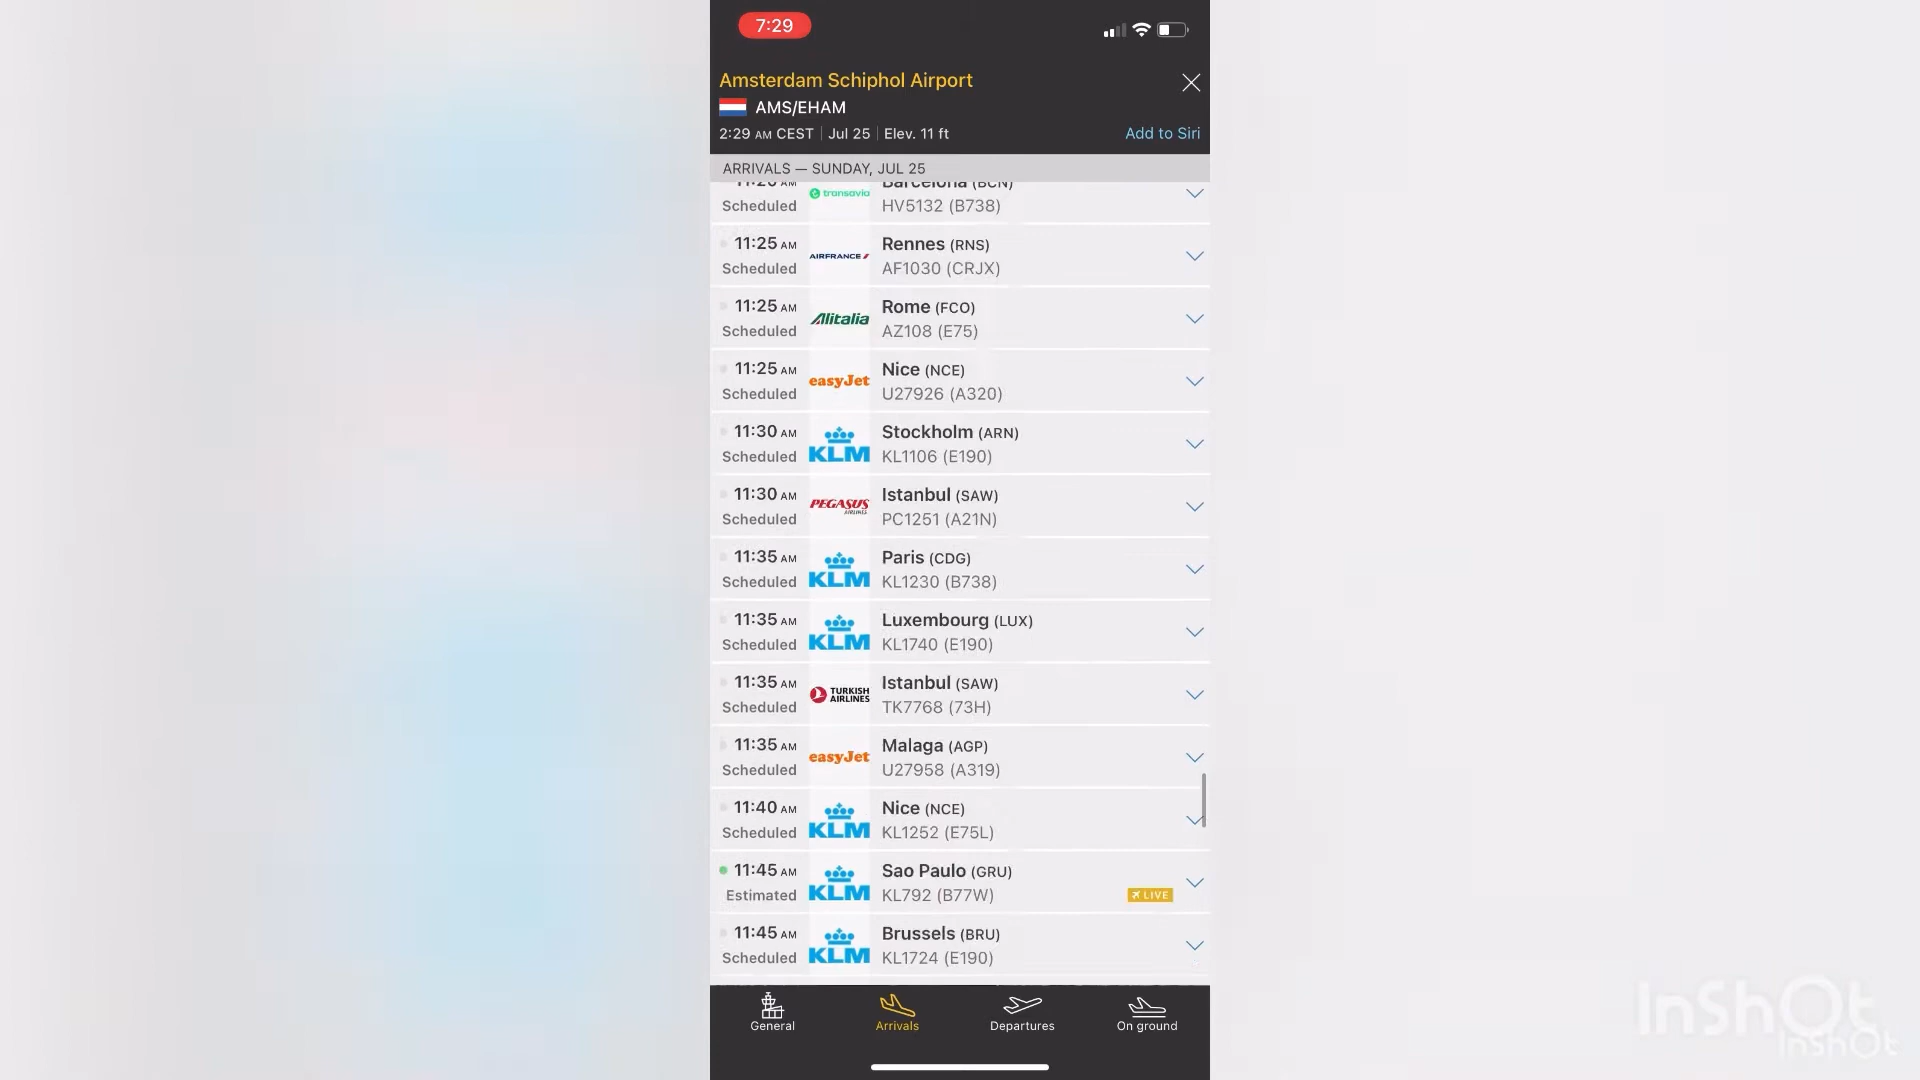 7:29
Amsterdam Schiphol Airport
AMS/EHAM
2:29 AM CEST | Jul 25 | Elev. 11 ft
Add to Siri
ARRIVALS — SUNDAY, JUL 25
11:20 AM transavia Barcelona (BCN)
Scheduled HV5132 (B738)
11:25 AM AIRFRANCE Rennes (RNS)
Scheduled AF1030 (CRJX)
11:25 AM Alitalia Rome (FCO)
Scheduled AZ108 (E75)
11:25 AM easyJet Nice (NCE)
Scheduled U27926 (A320)
11:30 AM KLM Stockholm (ARN)
Scheduled KL1106 (E190)
11:30 AM PEGASUS AIRLINES Istanbul (SAW)
Scheduled PC1251 (A21N)
11:35 AM KLM Paris (CDG)
Scheduled KL1230 (B738)
11:35 AM KLM Luxembourg (LUX)
Scheduled KL1740 (E190)
11:35 AM TURKISH AIRLINES Istanbul (SAW)
Scheduled TK7768 (73H)
11:35 AM easyJet Malaga (AGP)
Scheduled U27958 (A319)
11:40 AM KLM Nice (NCE)
Scheduled KL1252 (E75L)
11:45 AM KLM Sao Paulo (GRU)
Estimated KL792 (B77W) LIVE
11:45 AM KLM Brussels (BRU)
Scheduled KL1724 (E190)
General Arrivals Departures On ground
InShOt
InShOt